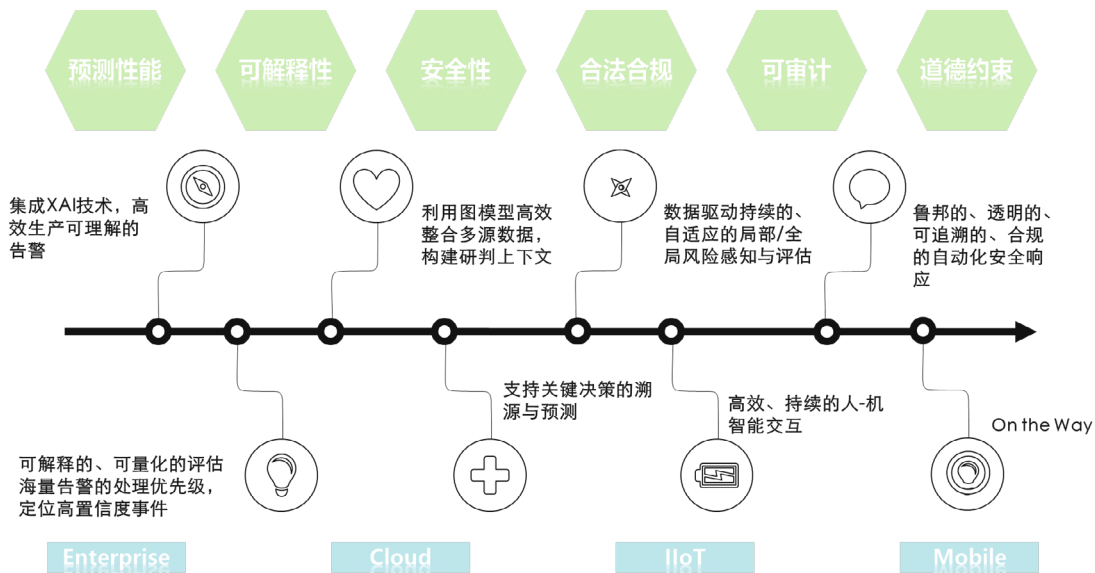 预测性能
可解释性
安全性
合法合规
可审计
道德约束
集成XAI技术，高
效生产可理解的
告警
利用图模型高效
整合多源数据，
构建研判上下文
数据驱动持续的、
自适应的局部/全
局风险感知与评估
鲁邦的、透明的、
可追溯的、合规
的自动化安全响
应
可解释的、可量化的评估
海量告警的处理优先级，
定位高置信度事件
支持关键决策的溯
源与预测
高效、持续的人-机
智能交互
On the Way
Enterprise
Cloud
IIoT
Mobile